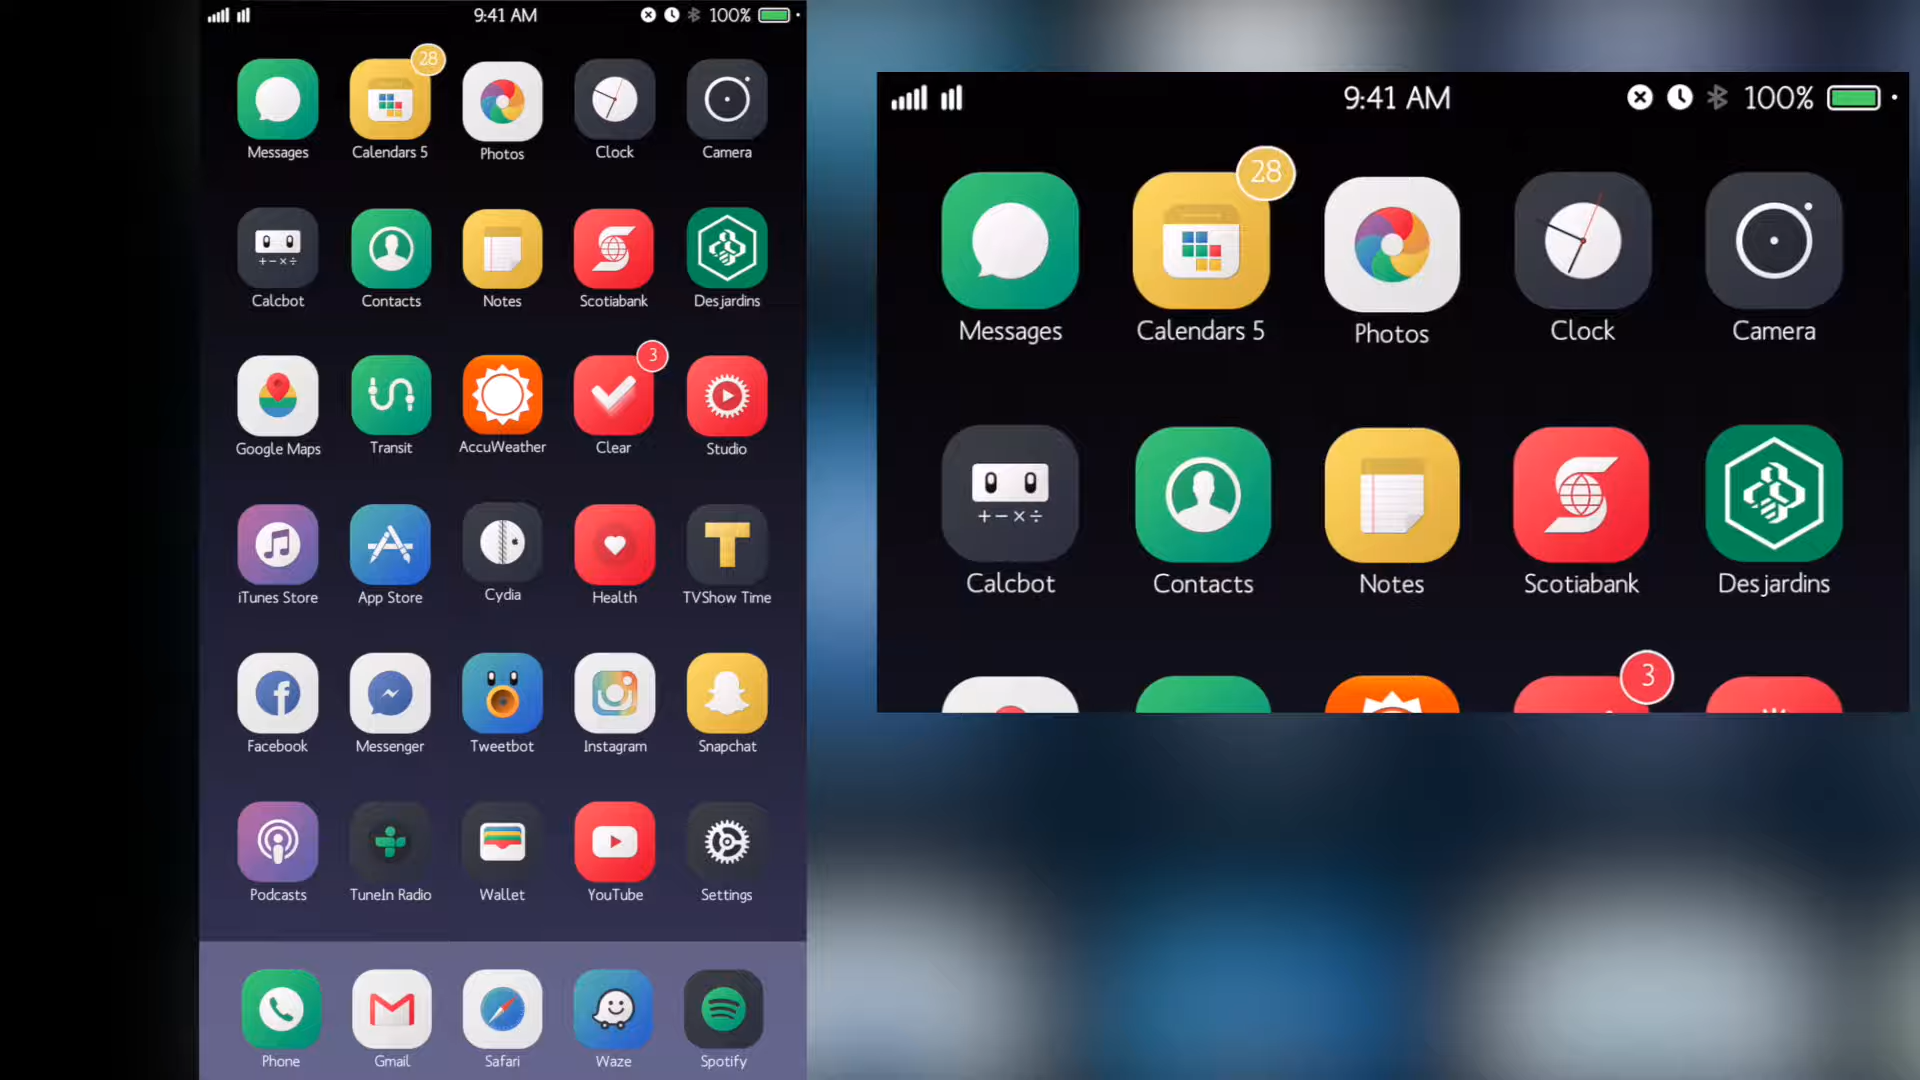 9:41 AM 100%
28
Messages Calendars 5 Photos Clock Camera
+-×÷
Calcbot Contacts Notes Scotiabank Desjardins
3
Google Maps Transit AccuWeather Clear Studio
iTunes Store App Store Cydia Health TVShow Time
Facebook Messenger Tweetbot Instagram Snapchat
Podcasts TuneIn Radio Wallet YouTube Settings
Phone Gmail Safari Waze Spotify
9:41 AM 100%
28
Messages Calendars 5 Photos Clock Camera
+-×÷
Calcbot Contacts Notes Scotiabank Desjardins
3